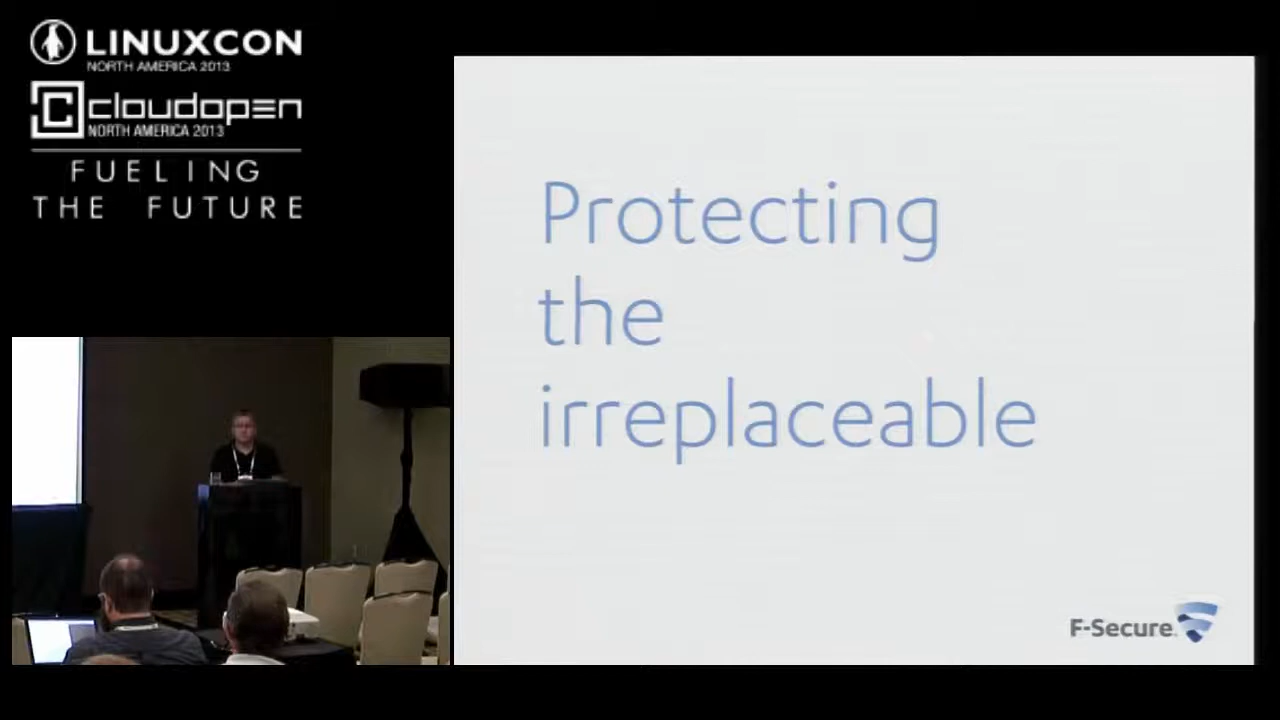 LINUXCON
NORTH AMERICA 2013
cloudopen
NORTH AMERICA 2013
FUELING
THE FUTURE
Protecting
the
irreplaceable
F-Secure